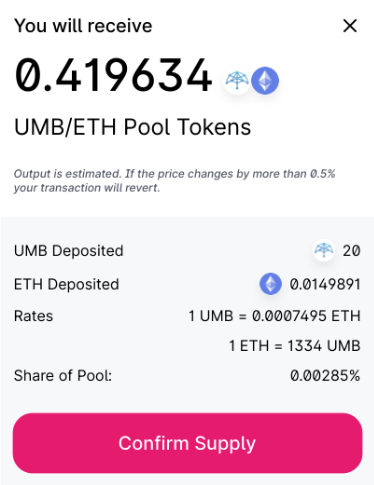 You will receive
0.419634
UMB/ETH Pool Tokens
Output is estimated. If the price changes by more than 0.5%
your transaction will revert.
UMB Deposited 20
ETH Deposited 0.0149891
Rates 1 UMB = 0.0007495 ETH
1 ETH = 1334 UMB
Share of Pool: 0.00285%
Confirm Supply